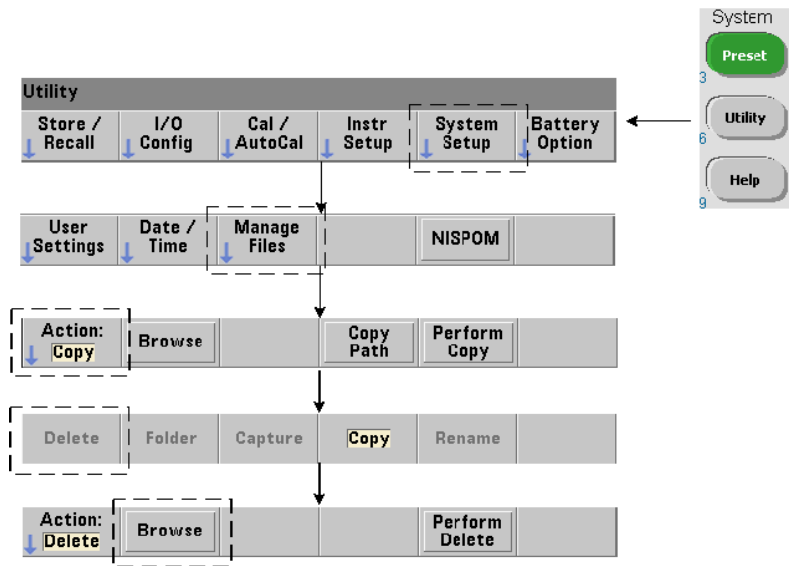 System
Preset
3
Utility
Store / Recall
I/O Config
Cal / AutoCal
Instr Setup
System Setup
Battery Option
Utility
6
Help
9
User Settings
Date / Time
Manage Files
NISPOM
Action: Copy
Browse
Copy Path
Perform Copy
Delete
Folder
Capture
Copy
Rename
Action: Delete
Browse
Perform Delete